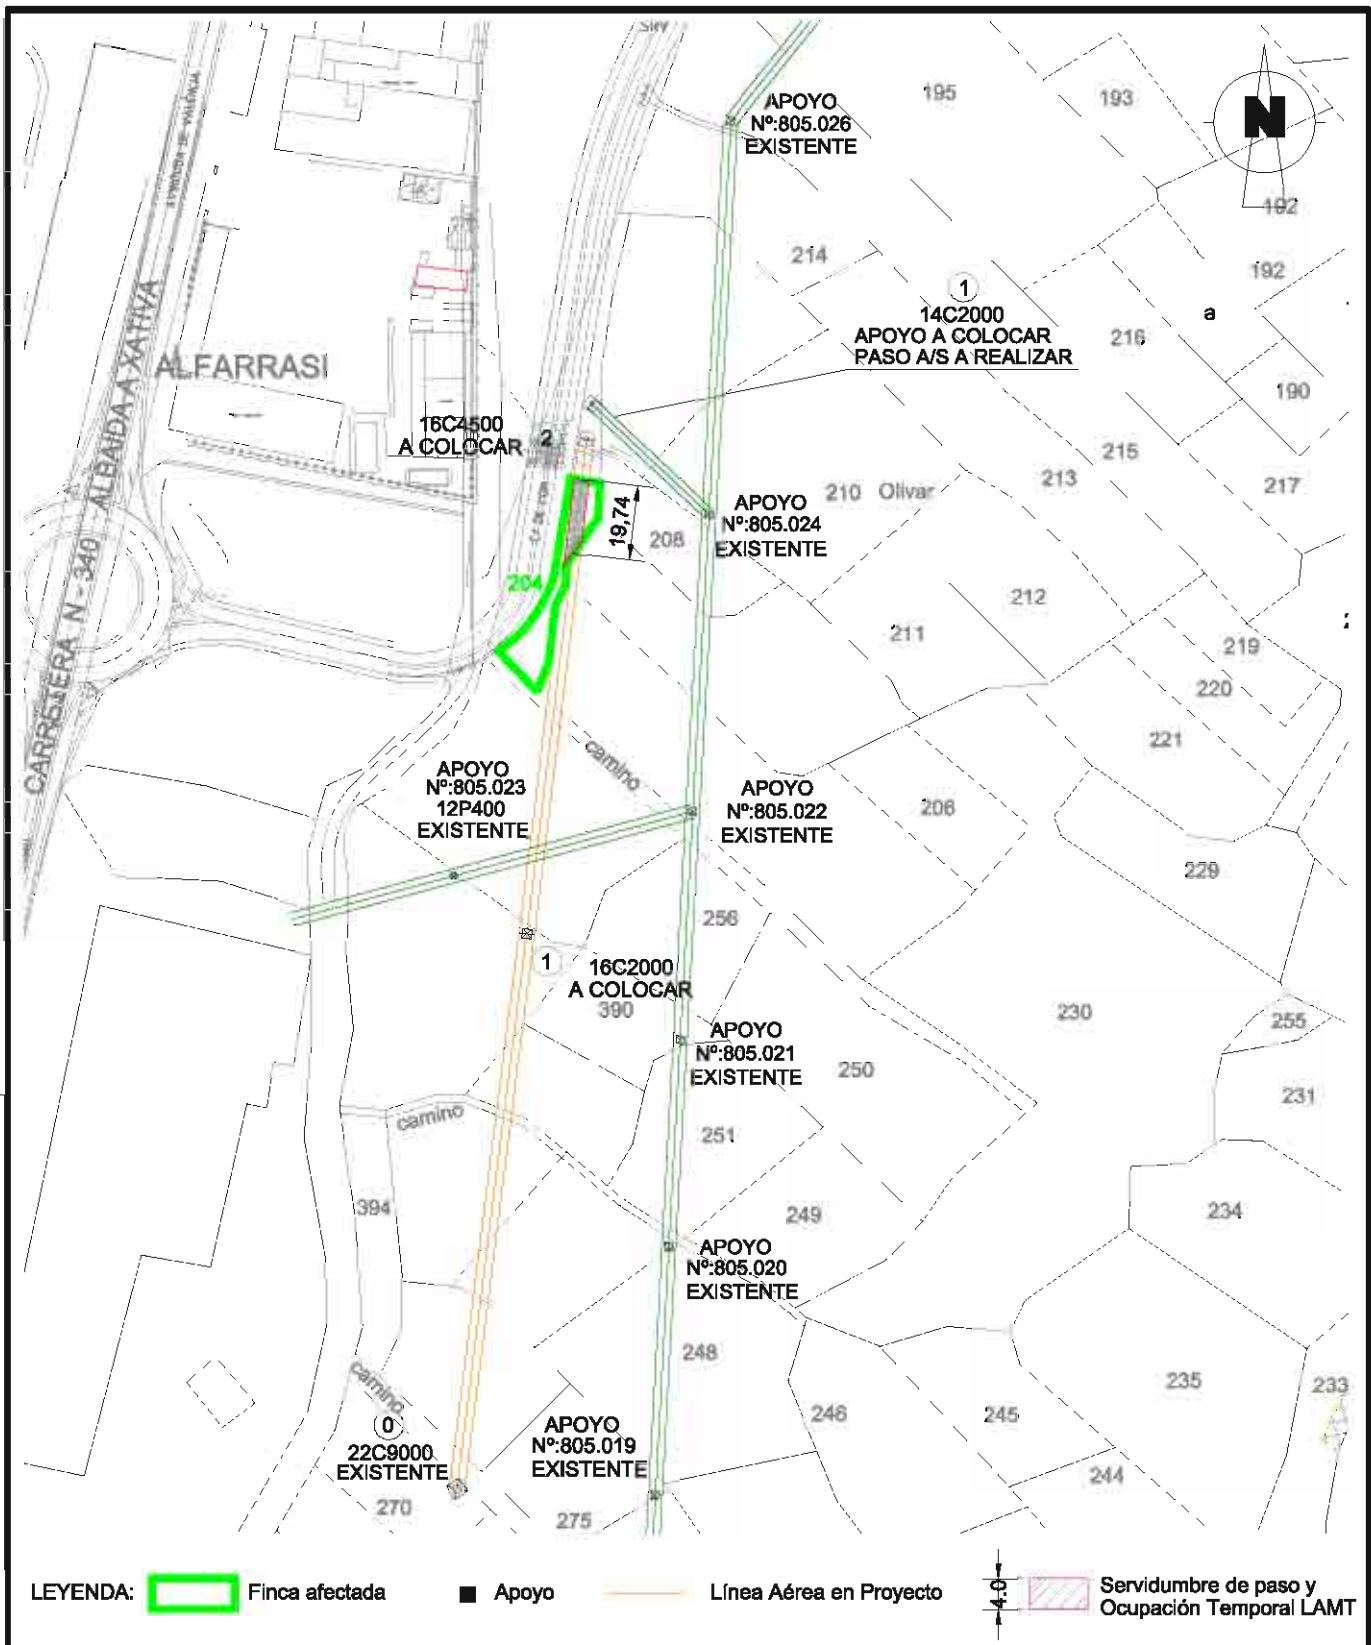 SIN
AVINGUDA DE VALENCIA
APOYO
Nº:805.026
EXISTENTE
195
193
N
192
214
192
1
14C2000
APOYO A COLOCAR
PASO A/S A REALIZAR
a
216
190
ALFARRASI
CARRETERA N - 340 ALBAIDA A XATIVA
16C4500
A COLOCAR
2
19,74
208
APOYO
Nº:805.024
EXISTENTE
210 Olivar
213
215
217
204
212
211
219
220
221
camino
APOYO
Nº:805.023
12P400
EXISTENTE
APOYO
Nº:805.022
EXISTENTE
206
229
256
1
16C2000
A COLOCAR
390
APOYO
Nº:805.021
EXISTENTE
230
255
250
231
camino
251
394
249
234
APOYO
Nº:805.020
EXISTENTE
248
235
233
camino
0
22C9000
EXISTENTE
APOYO
Nº:805.019
EXISTENTE
246
245
244
270
275
LEYENDA:
Finca afectada
Apoyo
Línea Aérea en Proyecto
4.0
Servidumbre de paso y
Ocupación Temporal LAMT